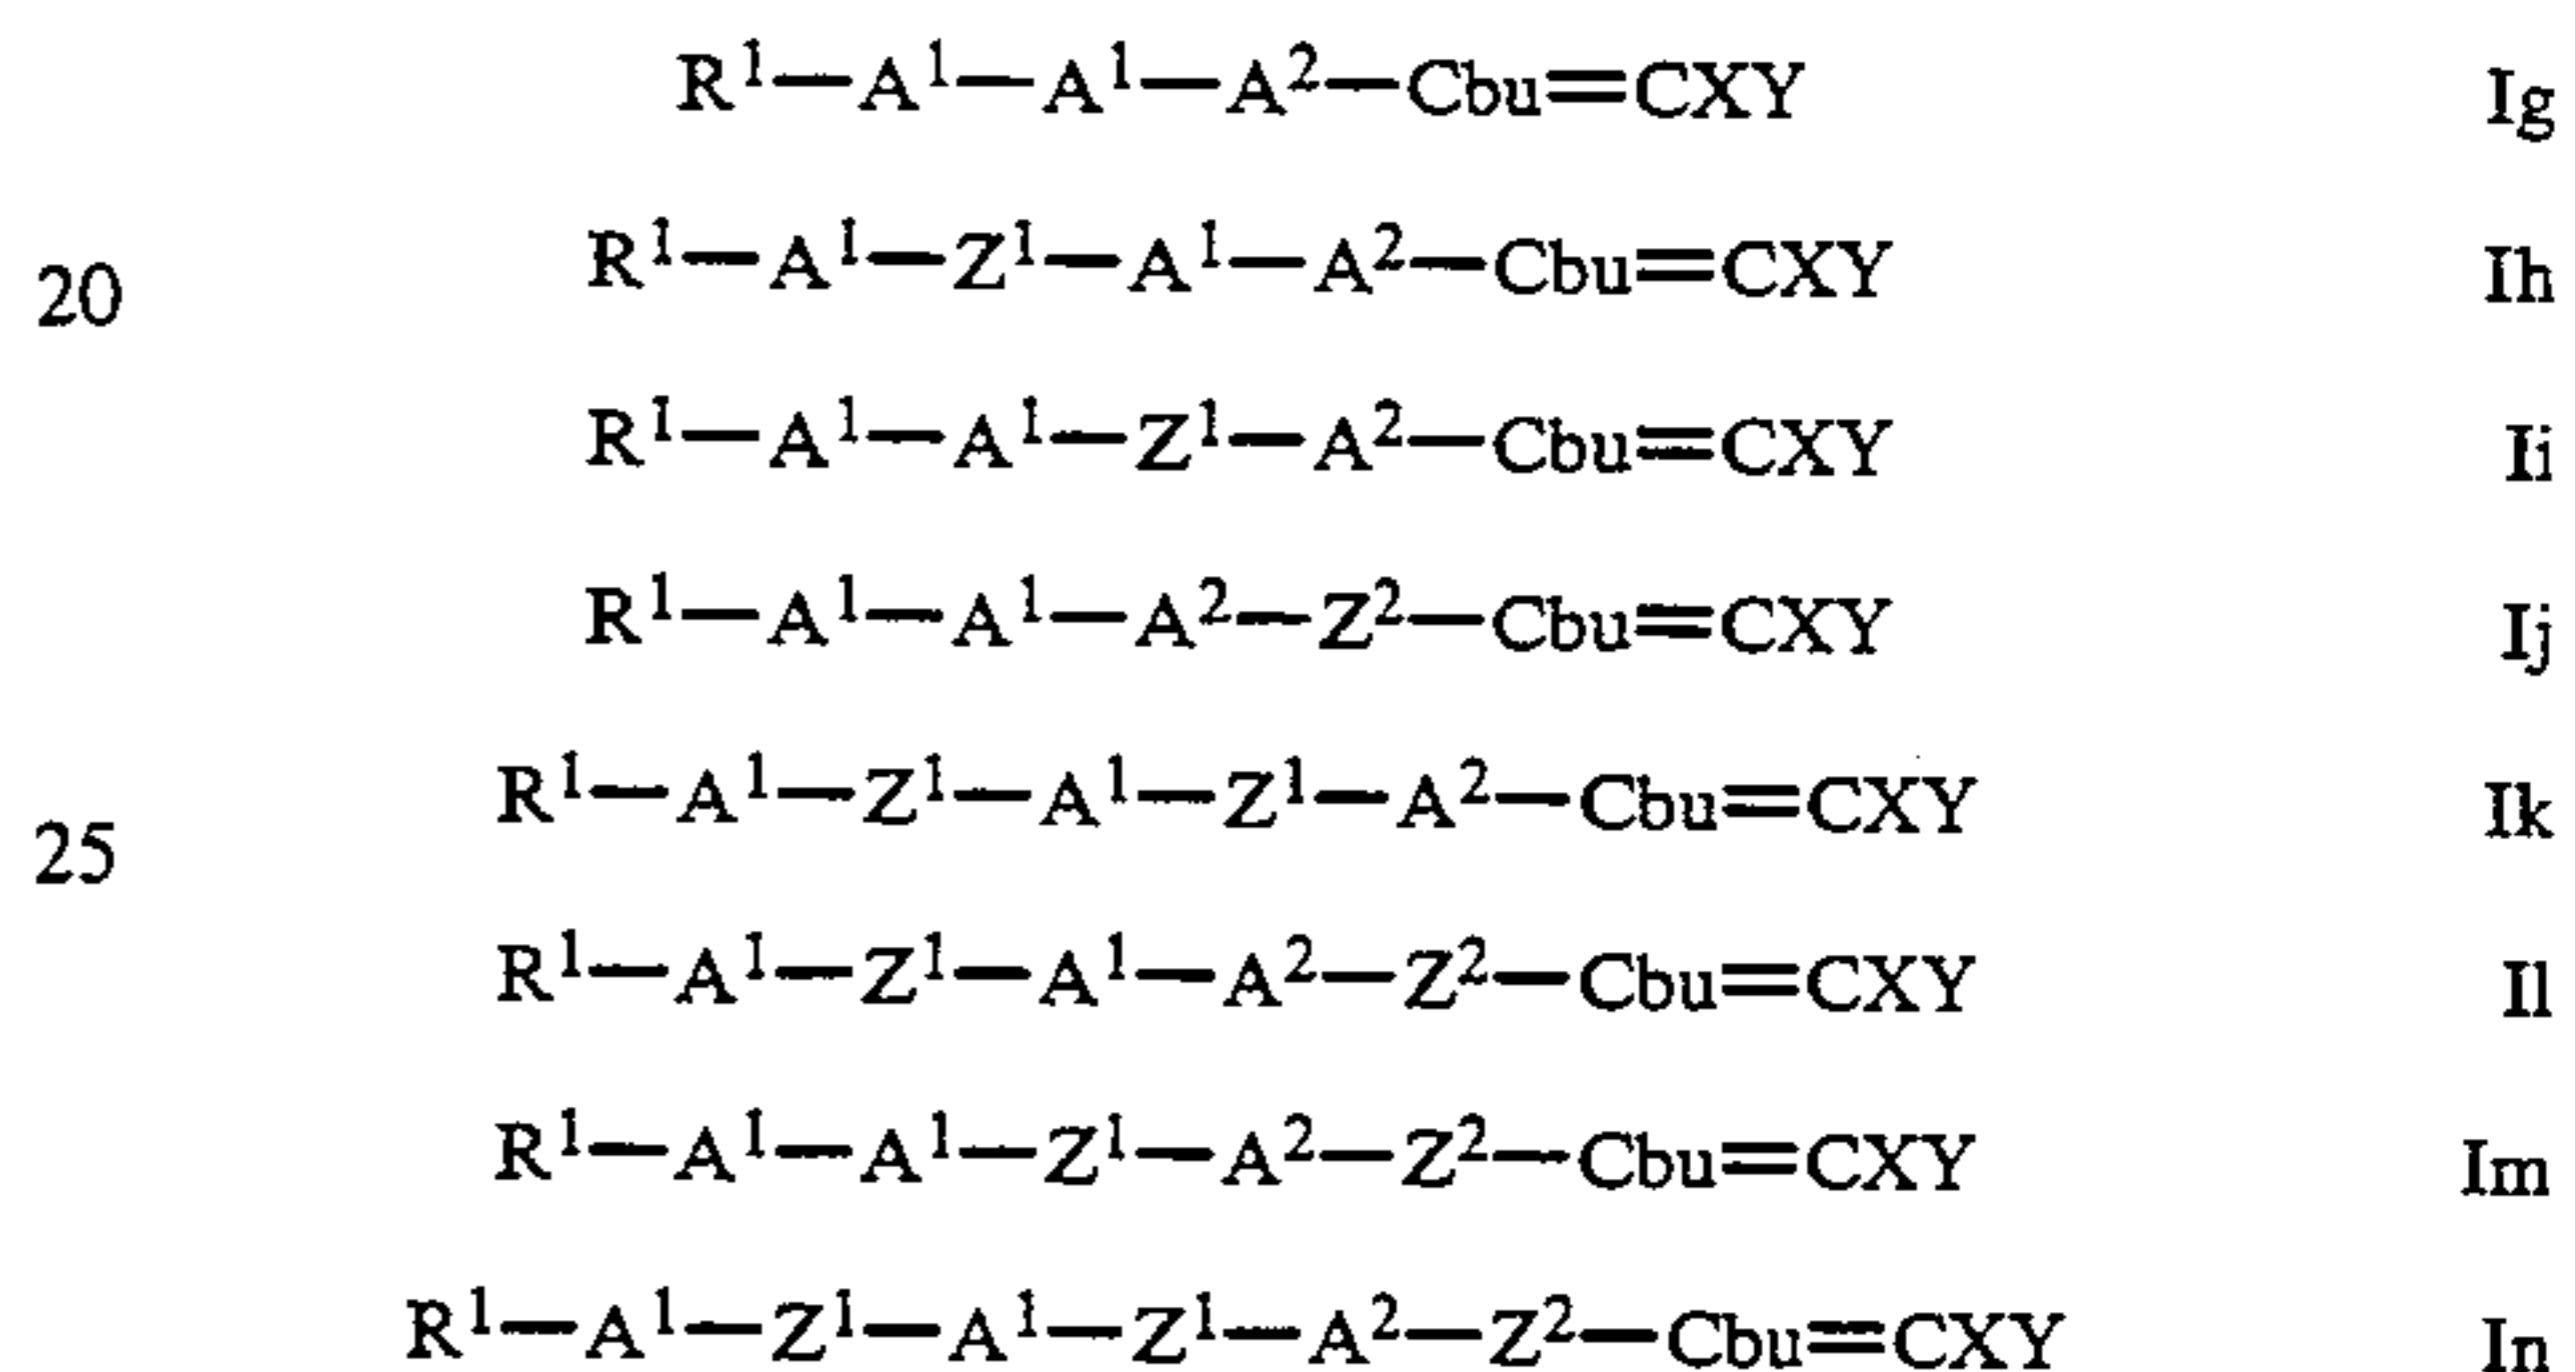 R¹—A¹—A¹—A²—Cbu=CXY Ig
20 R¹—A¹—Z¹—A¹—A²—Cbu=CXY Ih
R¹—A¹—A¹—Z¹—A²—Cbu=CXY Ii
R¹—A¹—A¹—A²—Z²—Cbu=CXY Ij
25 R¹—A¹—Z¹—A¹—Z¹—A²—Cbu=CXY Ik
R¹—A¹—Z¹—A¹—A²—Z²—Cbu=CXY Il
R¹—A¹—A¹—Z¹—A²—Z²—Cbu=CXY Im
R¹—A¹—Z¹—A¹—Z¹—A²—Z²—Cbu=CXY In